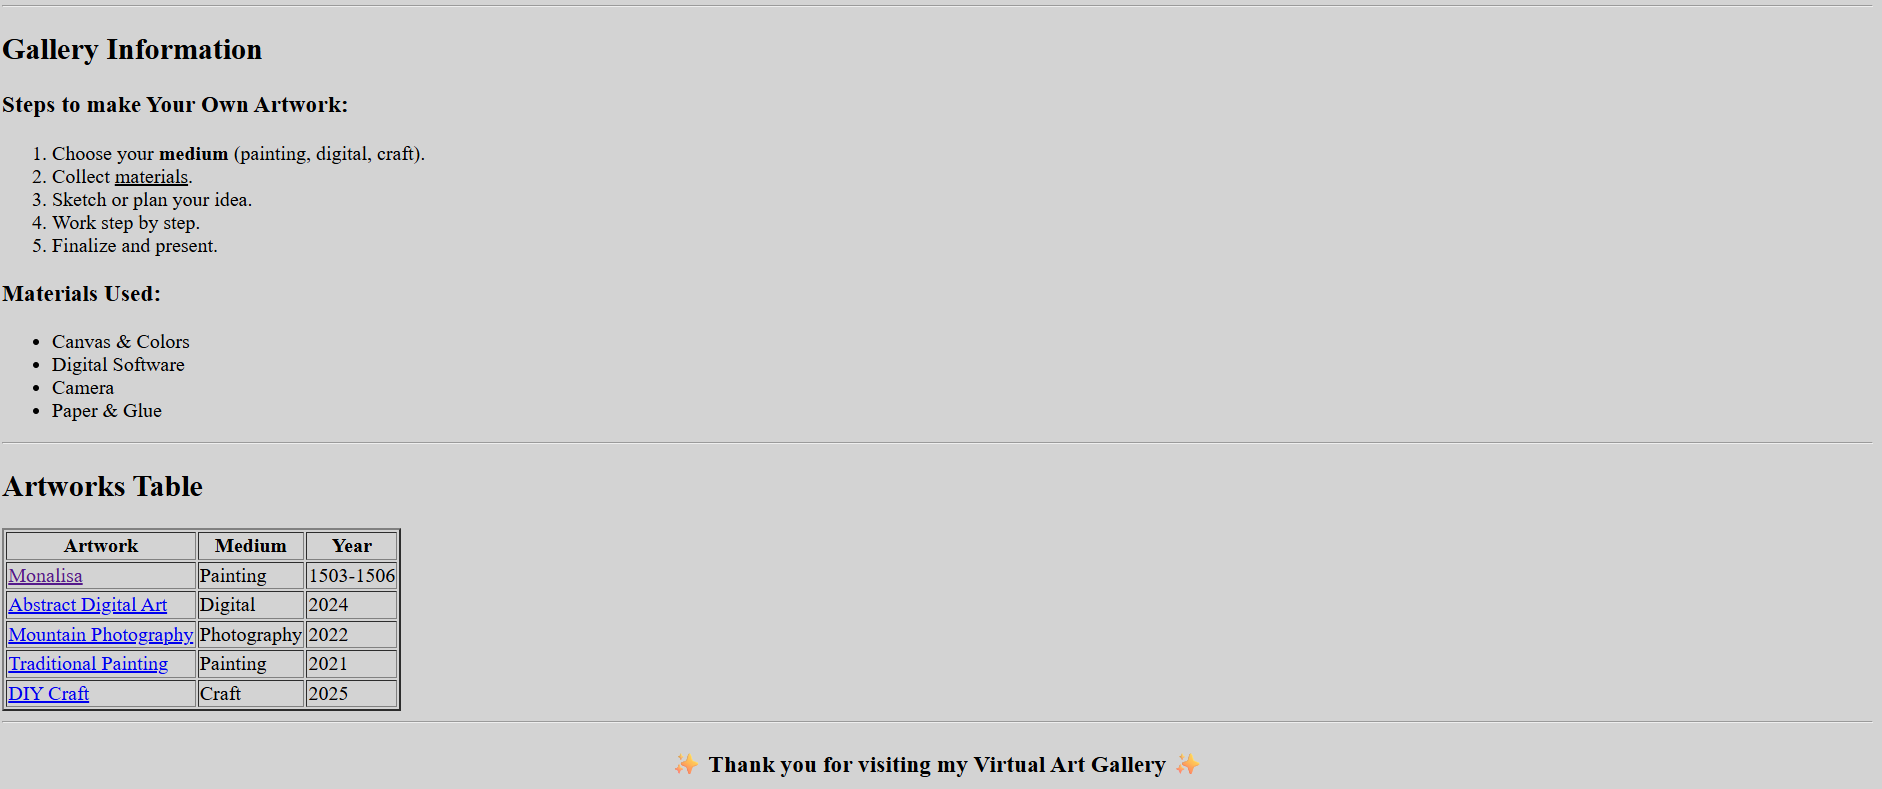 Gallery Information
Steps to make Your Own Artwork:
1. Choose your medium (painting, digital, craft).
2. Collect materials.
3. Sketch or plan your idea.
4. Work step by step.
5. Finalize and present.
Materials Used:
• Canvas & Colors
• Digital Software
• Camera
• Paper & Glue
Artworks Table
Artwork Medium Year
Monalisa Painting 1503-1506
Abstract Digital Art Digital 2024
Mountain Photography Photography 2022
Traditional Painting Painting 2021
DIY Craft Craft 2025
✨ Thank you for visiting my Virtual Art Gallery ✨